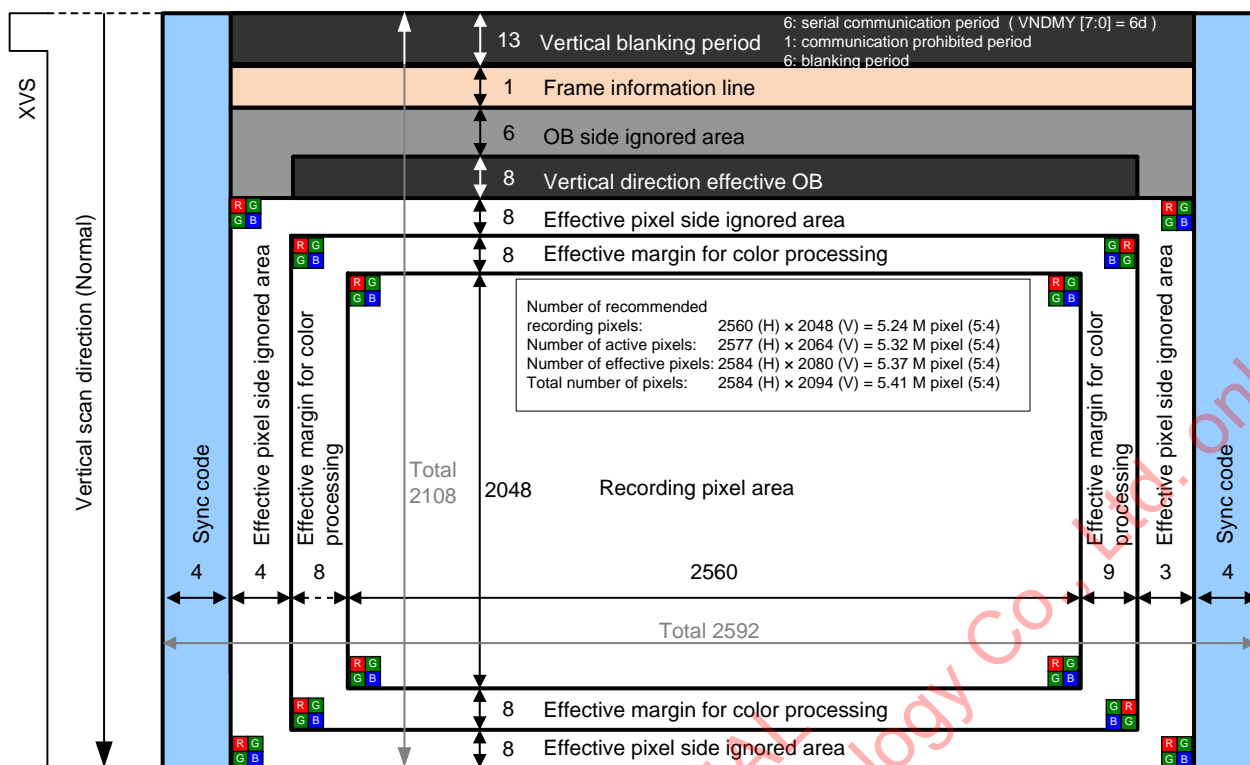 XVS
Vertical scan direction (Normal)
13 Vertical blanking period
6: serial communication period ( VNDMY [7:0] = 6d )
1: communication prohibited period
6: blanking period
1 Frame information line
6 OB side ignored area
8 Vertical direction effective OB
8 Effective pixel side ignored area
R G R G
G B G B
8 Effective margin for color processing
R G G R
G B B G
R G R G
G B G B
Number of recommended
recording pixels: 2560 (H) × 2048 (V) = 5.24 M pixel (5:4)
Number of active pixels: 2577 (H) × 2064 (V) = 5.32 M pixel (5:4)
Number of effective pixels: 2584 (H) × 2080 (V) = 5.37 M pixel (5:4)
Total number of pixels: 2584 (H) × 2094 (V) = 5.41 M pixel (5:4)
Sync code
Effective pixel side ignored area
Effective margin for color
processing
Total
2108
2048
Recording pixel area
Effective margin for color
processing
Effective pixel side ignored area
Sync code
4 4 8 2560 9 3 4
Total 2592
R G R G
G B G B
8 Effective margin for color processing
R G G R
G B B G
8 Effective pixel side ignored area
R G R G
G B G B
logy Co., Ltd. onl